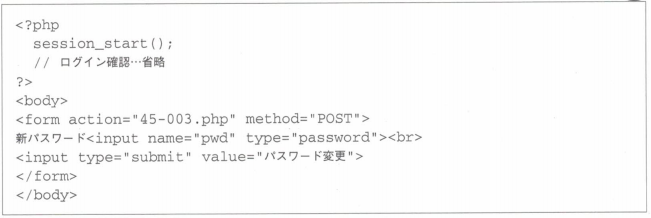 <?php
  session_start();
  // ログイン確認…省略
?>
<body>
<form action="45-003.php" method="POST">
新パスワード<input name="pwd" type="password"><br>
<input type="submit" value="パスワード変更">
</form>
</body>